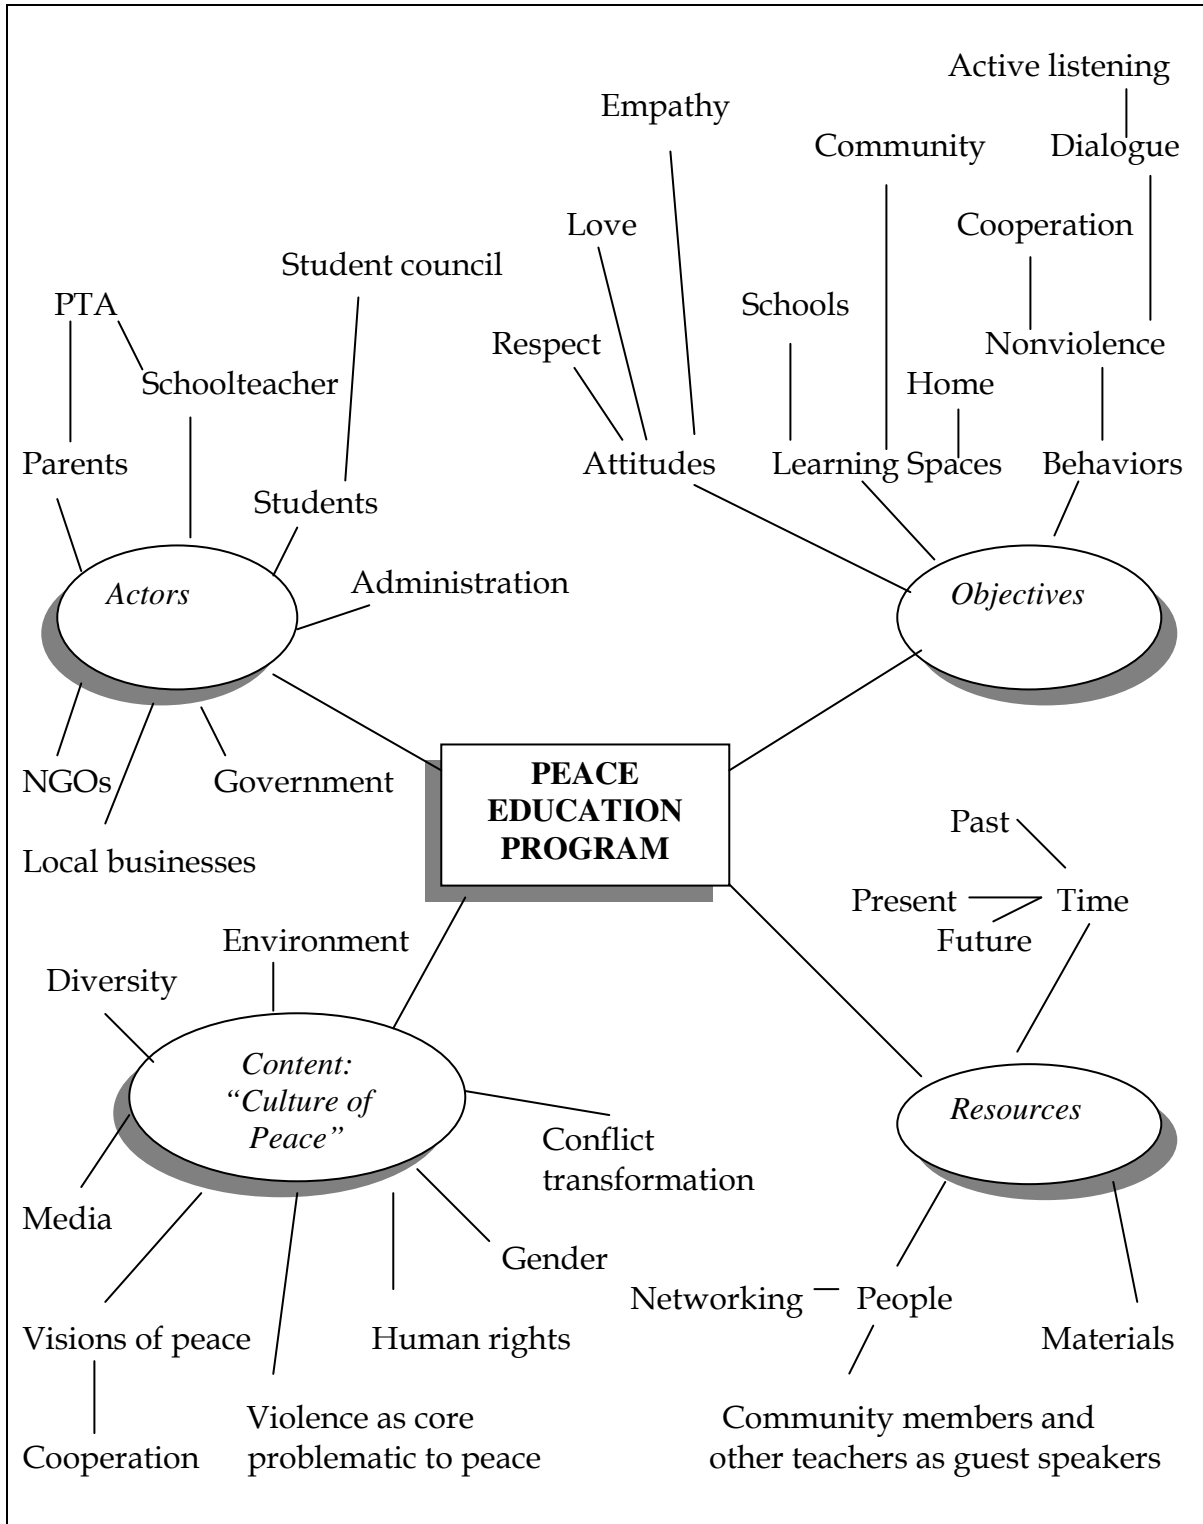 Active listening
Empathy
Community
Dialogue
Love
Cooperation
Student council
PTA
Schools
Respect
Nonviolence
Schoolteacher
Home
Parents
Attitudes
Learning Spaces
Behaviors
Students
Administration
Actors
Objectives
NGOs
Government
PEACE
EDUCATION
PROGRAM
Past
Local businesses
Present
Time
Future
Environment
Diversity
Content:
“Culture of
Peace”
Resources
Conflict
transformation
Media
Gender
Networking
People
Visions of peace
Human rights
Materials
Violence as core
problematic to peace
Community members and
other teachers as guest speakers
Cooperation